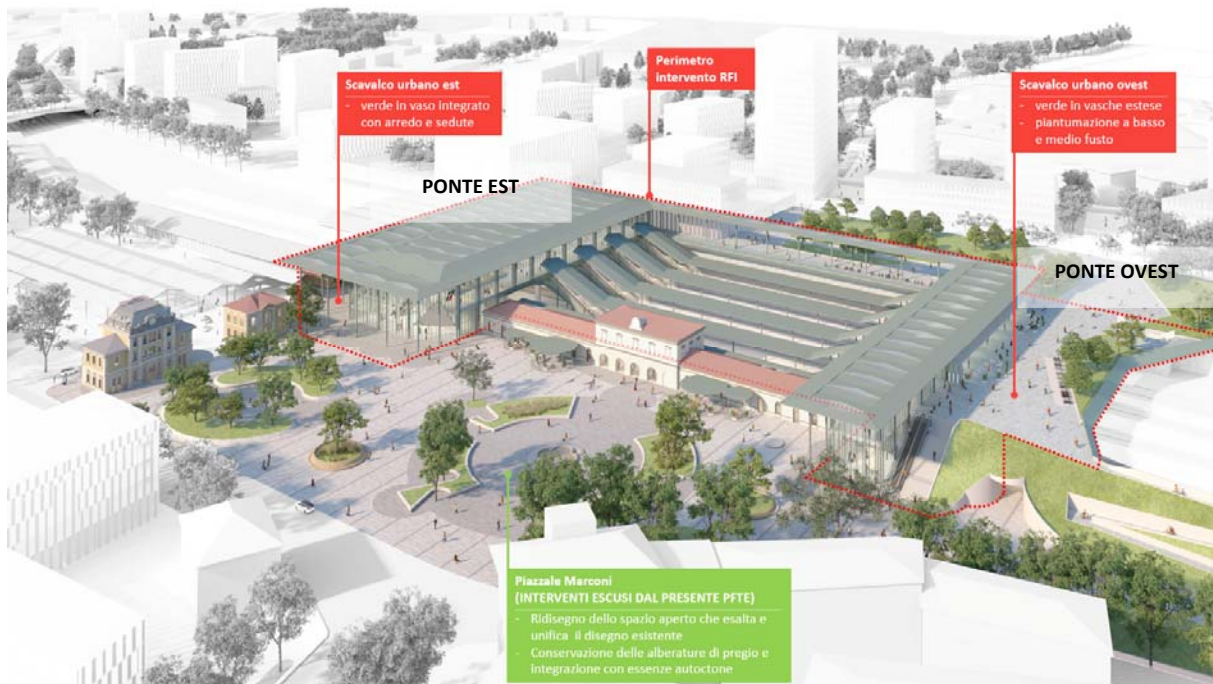 Scavalco urbano est
- verde in vaso integrato
con arredo e sedute
Perimetro
intervento RFI
Scavalco urbano ovest
- verde in vasche estese
- piantumazione a basso
e medio fusto
PONTE EST
PONTE OVEST
Piazzale Marconi
(INTERVENTI ESCUSI DAL PRESENTE PFTE)
- Ridisegno dello spazio aperto che esalta e
unifica il disegno esistente
- Conservazione delle alberature di pregio e
integrazione con essenze autoctone